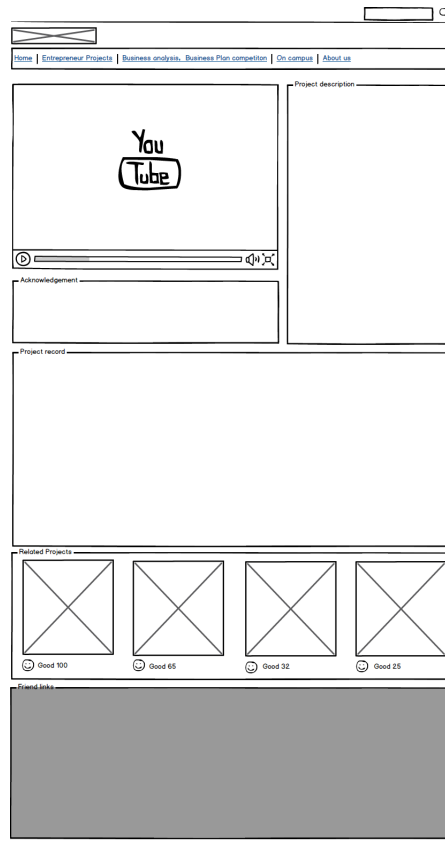 Home | Entrepreneur Projects | Business analysis, Business Plan competiton | On campus | About us
You
Tube
Project description
Acknowledgement
Project record
Related Projects
Good 100
Good 65
Good 32
Good 25
Friend links